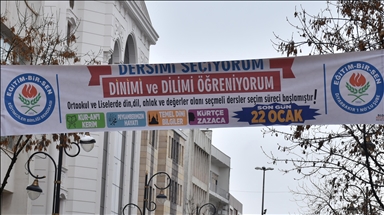 DERSİMİ SEÇİYORUM
DİNİMİ ve DİLİMİ ÖĞRENİYORUM
Ortaokul ve Liselerde din,dil, ahlak ve değerler alanı seçmeli dersler seçim süreci başlamıştır!
EĞİTİM-BİR-SEN
EĞİTİM-BİR-SEN
KUR-AN'I KERİM
PEYGAMBERİMİZİN HAYATI
TEMEL DİNİ BİLGİLER
KURTÇE ZAZACA
SON GÜN
22 OCAK